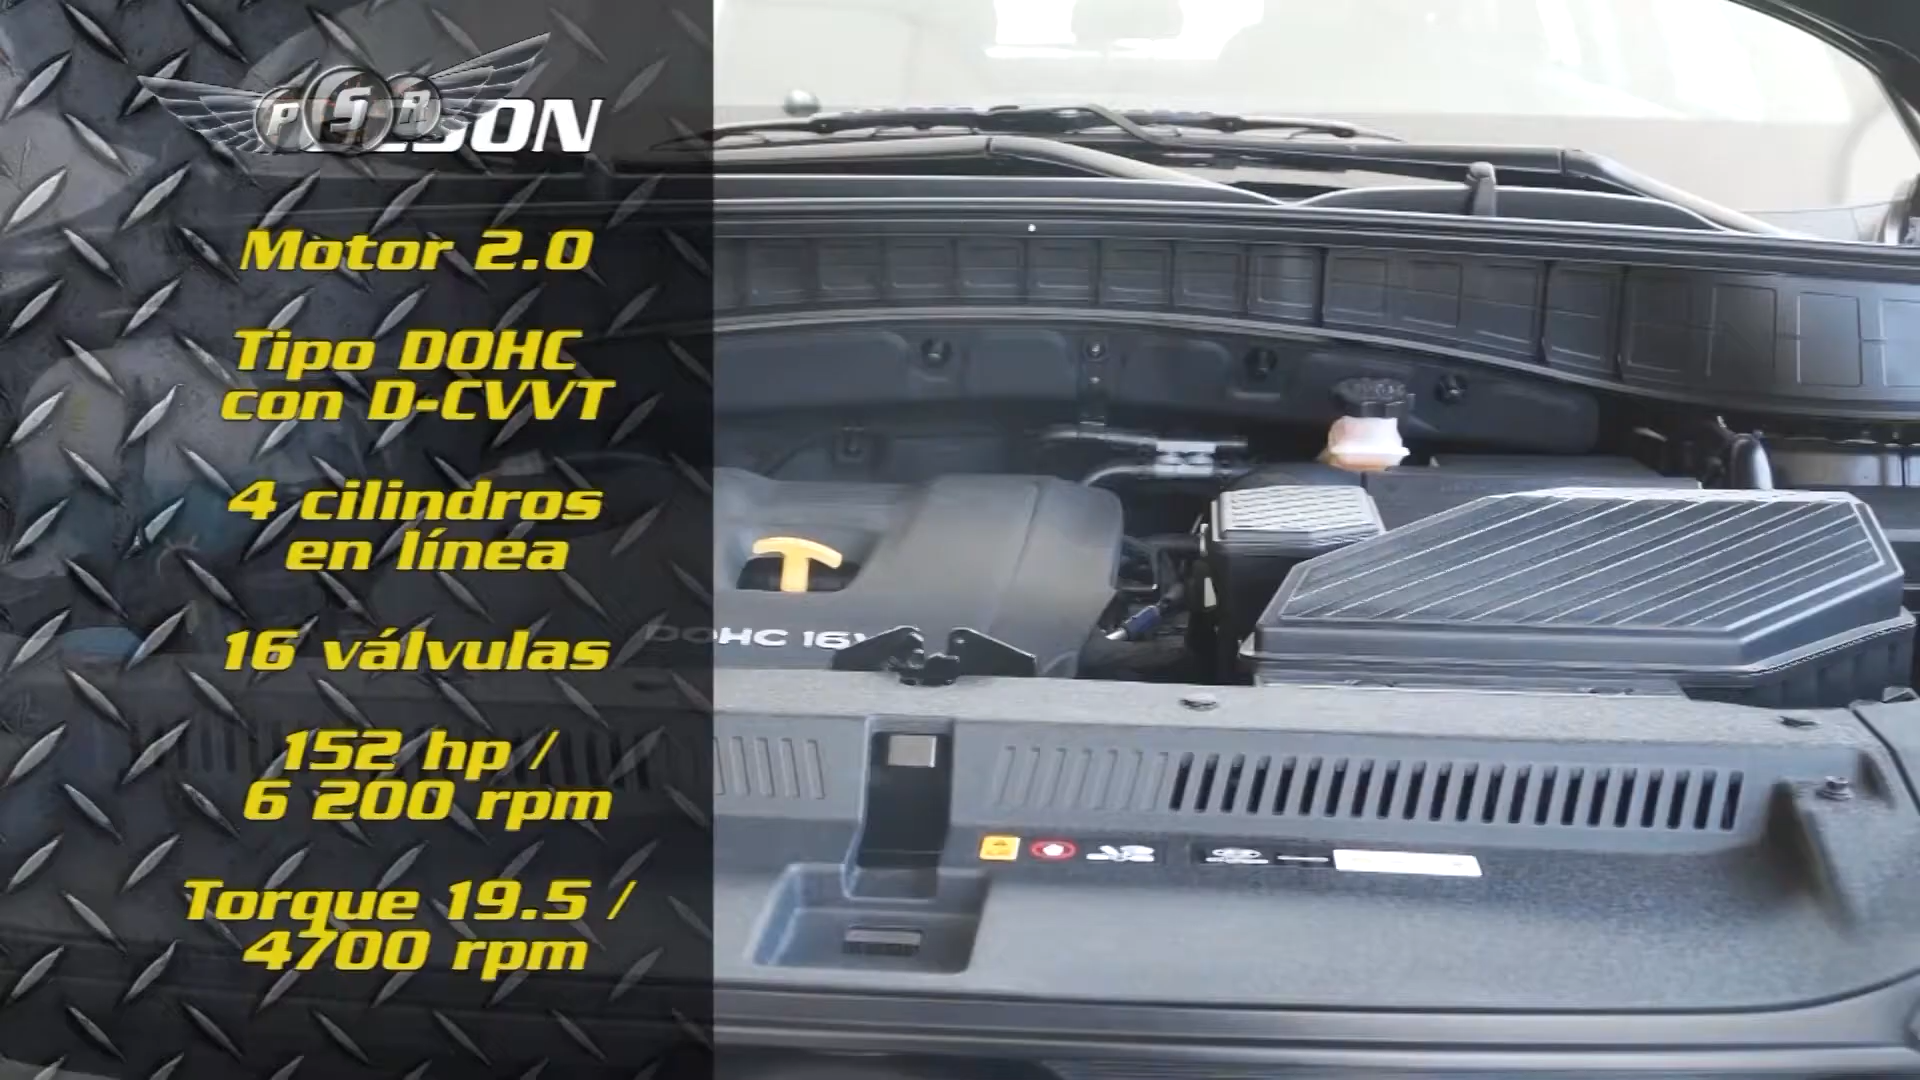 PSR
Motor 2.0
Tipo DOHC
con D-CVVT
4 cilindros
en línea
16 válvulas
152 hp /
6 200 rpm
Torque 19.5 /
4700 rpm
DOHC 16V